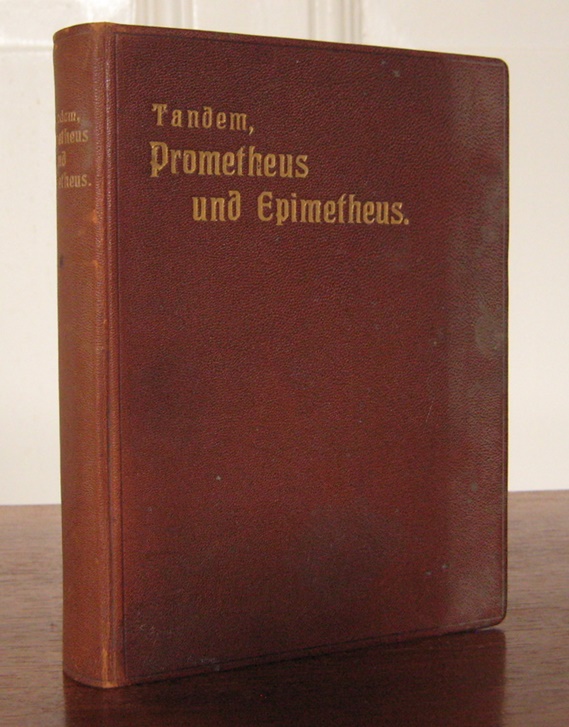 Tandem,
Prometheus
und Epimetheus.